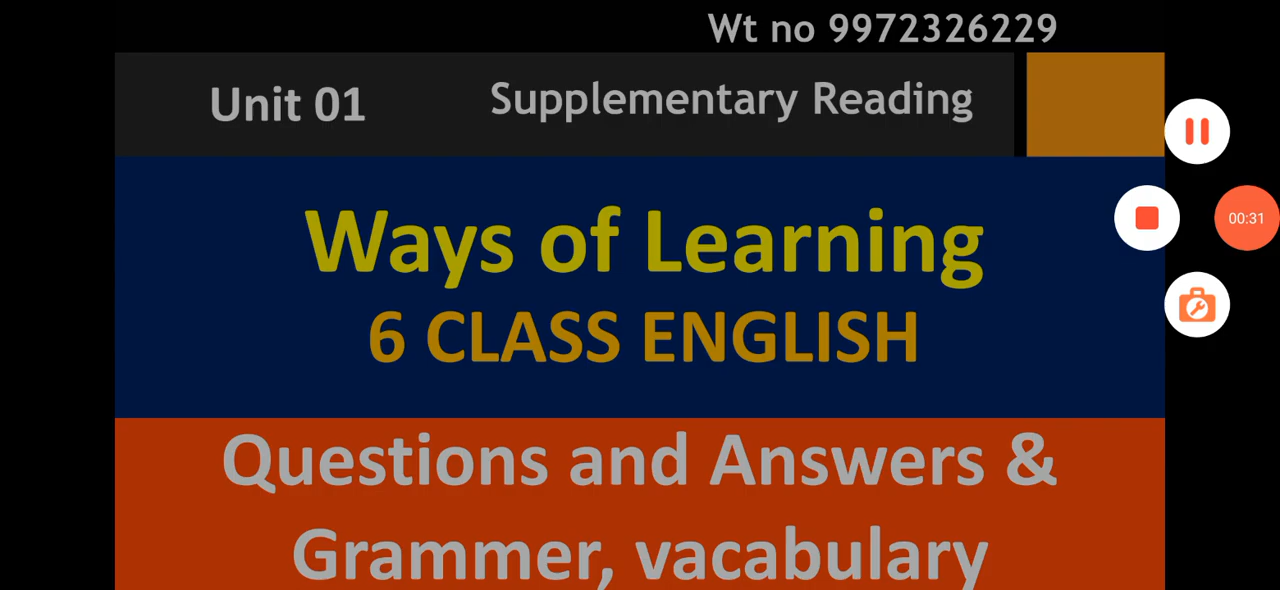 Wt no 9972326229
Unit 01 Supplementary Reading
Ways of Learning
6 CLASS ENGLISH
00:31
Questions and Answers &
Grammer, vacabulary